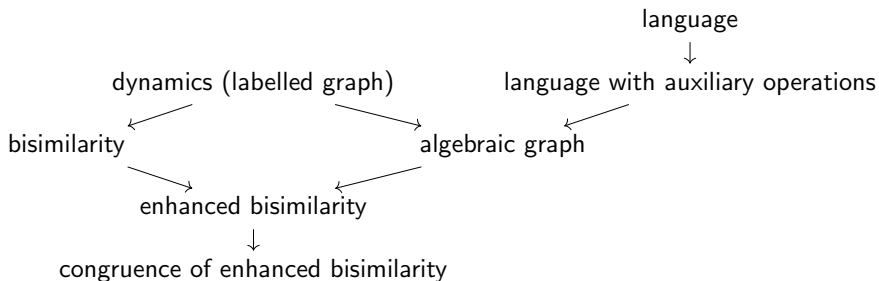 language
dynamics (labelled graph)
language with auxiliary operations
bisimilarity
algebraic graph
enhanced bisimilarity
congruence of enhanced bisimilarity